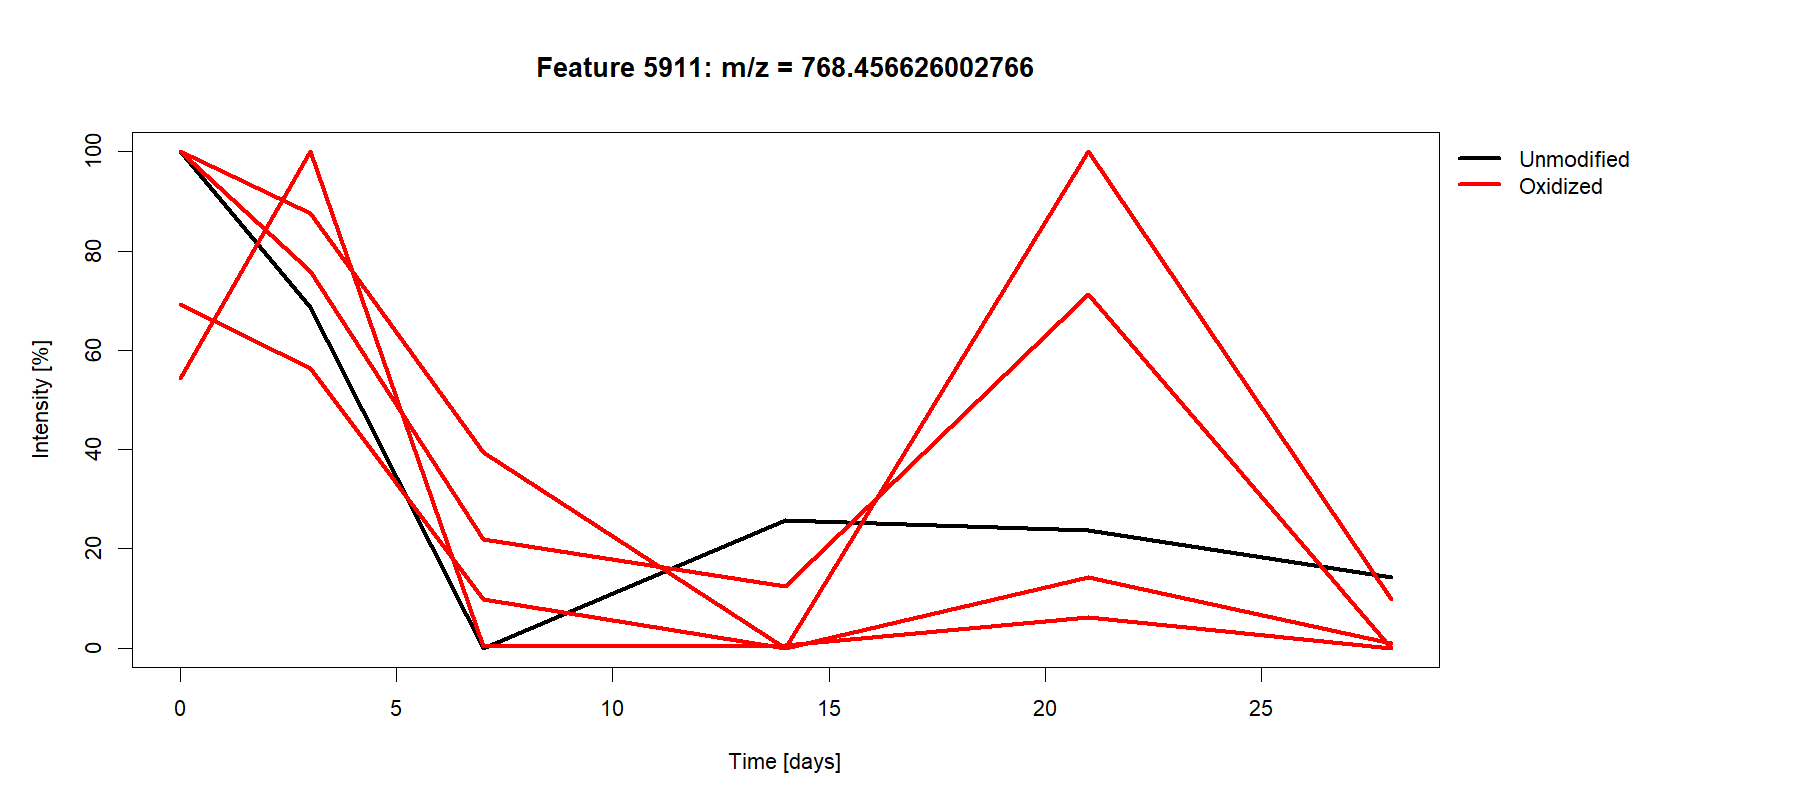 Feature 5911: m/z = 768.456626002766
Unmodified
Oxidized
Intensity [%]
100
80
60
40
20
0
0 5 10 15 20 25
Time [days]